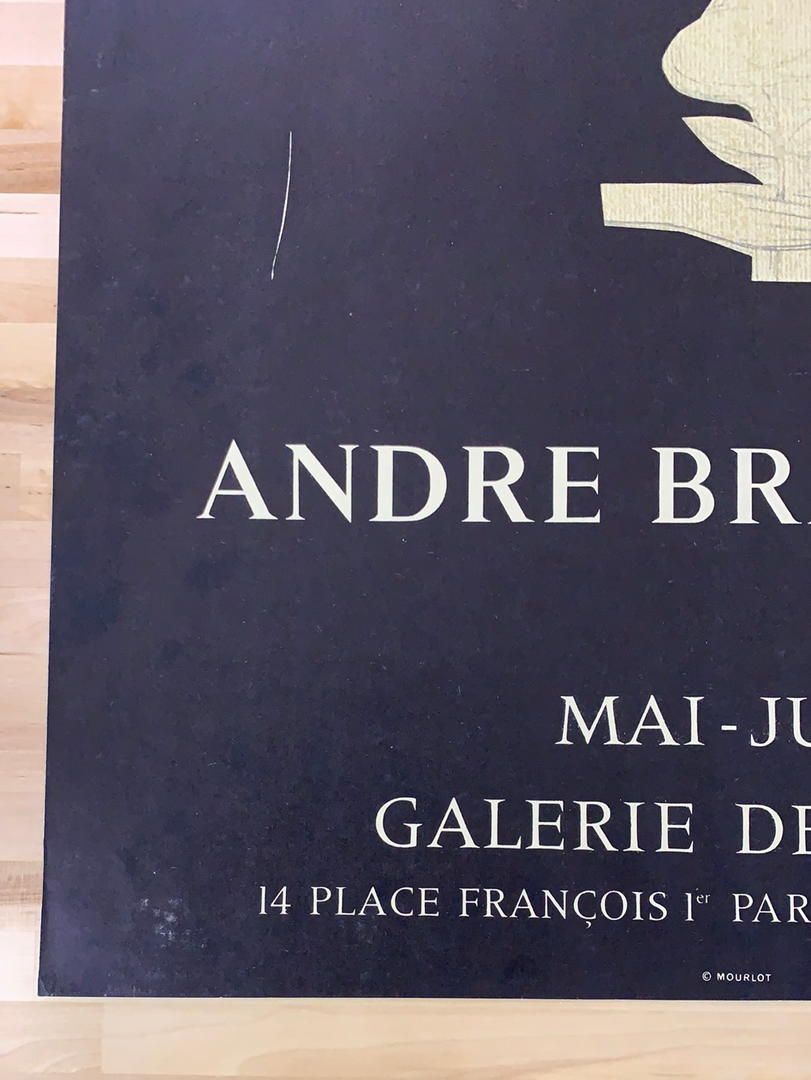 ANDRE BR
MAI-JU
GALERIE DE
14 PLACE FRANÇOIS 1er PAR
© MOURLOT